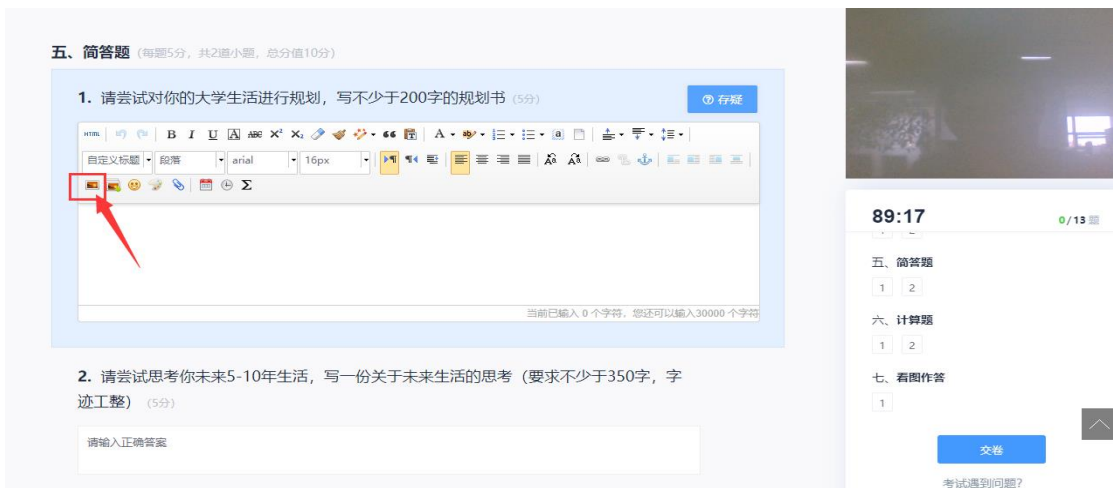 五、简答题（每题5分，共2道小题，总分值10分）
1. 请尝试对你的大学生活进行规划，写不少于200字的规划书 (5分)
存疑
HTML B I U A ABC X² X₂ A a
自定义标题 段落 arial 16px
Σ
当前已输入 0 个字符，您还可以输入30000 个字符
2. 请尝试思考你未来5-10年生活，写一份关于未来生活的思考（要求不少于350字，字
迹工整） (5分)
请输入正确答案
89:17 0/13 题
五、简答题
1 2
六、计算题
1 2
七、看图作答
1
交卷
考试遇到问题?